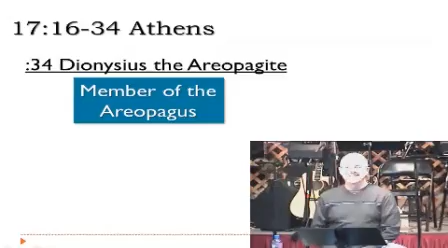 17:16-34 Athens
:34 Dionysius the Areopagite
Member of the
Areopagus